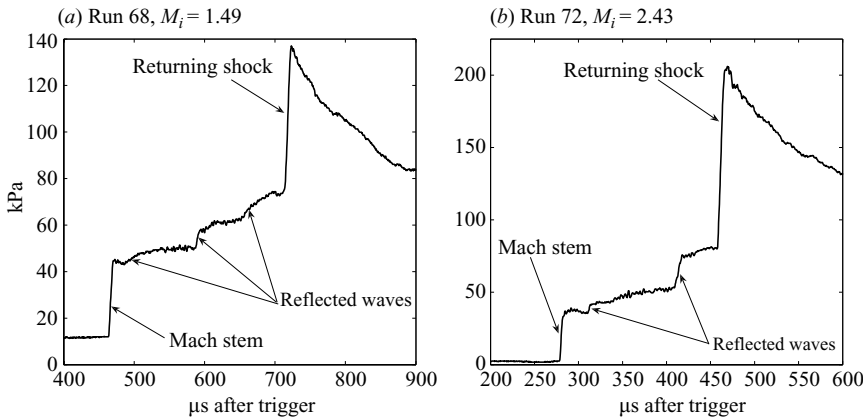 (a) Run 68, Mi = 1.49
140
120
100
80
60
40
20
0
kPa
400 500 600 700 800 900
µs after trigger
Returning shock
Reflected waves
Mach stem
(b) Run 72, Mi = 2.43
200
150
100
50
0
200 250 300 350 400 450 500 550 600
µs after trigger
Returning shock
Mach stem
Reflected waves